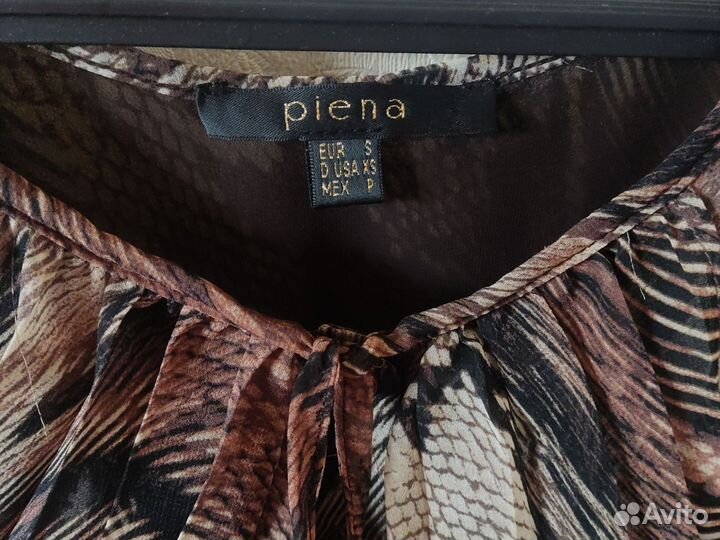 piena
EUR S
D USA XS
MEX P
Avito